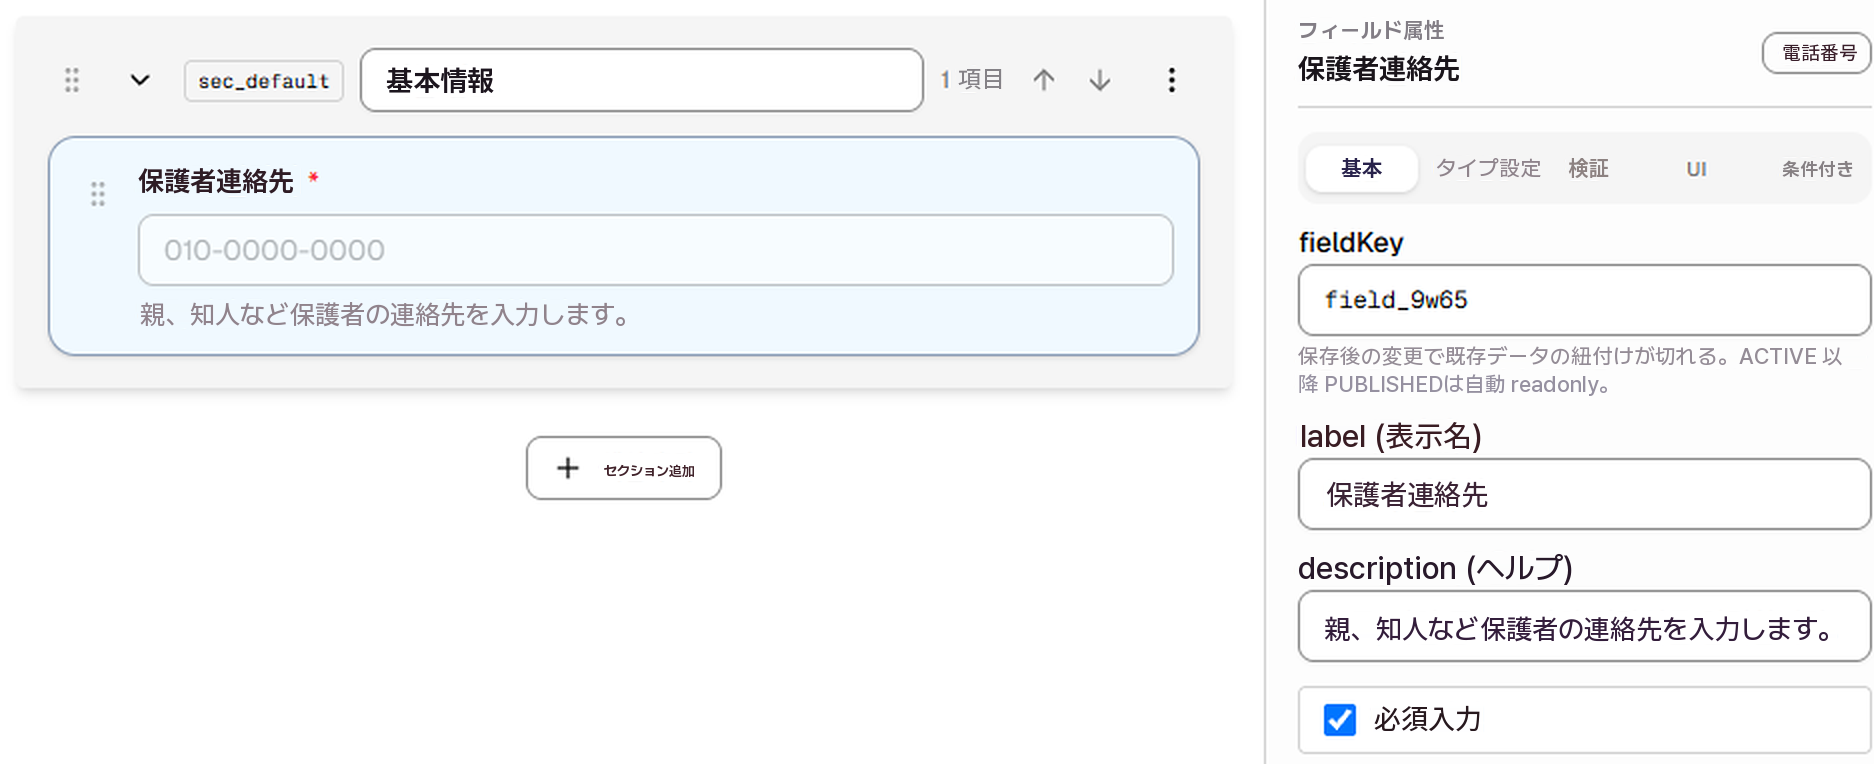 sec_default
基本情報
1 項目
保護者連絡先 *
010-0000-0000
親、知人など保護者の連絡先を入力します。
セクション追加
フィールド属性
保護者連絡先
電話番号
基本 タイプ設定 検証 UI 条件付き
fieldKey
field_9w65
保存後の変更で既存データの紐付けが切れる。ACTIVE 以
降 PUBLISHEDは自動 readonly。
label (表示名)
保護者連絡先
description (ヘルプ)
親、知人など保護者の連絡先を入力します。
必須入力